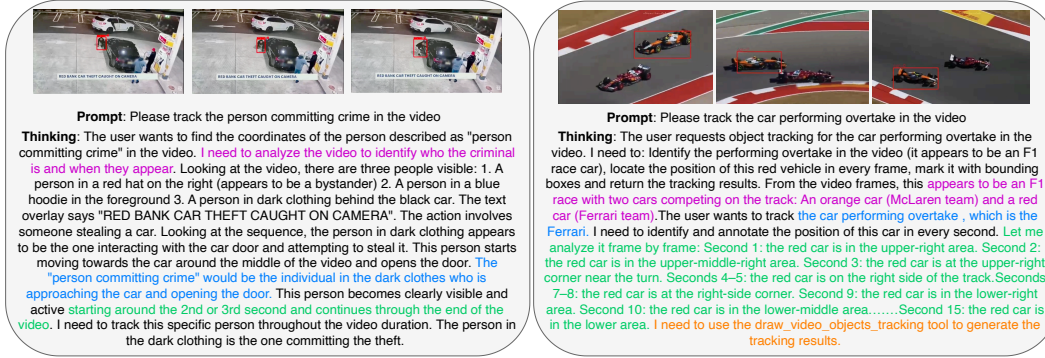 RED BANK CAR THEFT CAUGHT ON CAMERA
RED BANK CAR THEFT CAUGHT ON CAMERA
RED BANK CAR THEFT CAUGHT ON CAMERA
Prompt: Please track the person committing crime in the video
Thinking: The user wants to find the coordinates of the person described as "person
committing crime" in the video. I need to analyze the video to identify who the criminal
is and when they appear. Looking at the video, there are three people visible: 1. A
person in a red hat on the right (appears to be a bystander) 2. A person in a blue
hoodie in the foreground 3. A person in dark clothing behind the black car. The text
overlay says "RED BANK CAR THEFT CAUGHT ON CAMERA". The action involves
someone stealing a car. Looking at the sequence, the person in dark clothing appears
to be the one interacting with the car door and attempting to steal it. This person starts
moving towards the car around the middle of the video and opens the door. The
"person committing crime" would be the individual in the dark clothes who is
approaching the car and opening the door. This person becomes clearly visible and
active starting around the 2nd or 3rd second and continues through the end of the
video. I need to track this specific person throughout the video duration. The person in
the dark clothing is the one committing the theft.
Prompt: Please track the car performing overtake in the video
Thinking: The user requests object tracking for the car performing overtake in the
video. I need to: Identify the performing overtake in the video (it appears to be an F1
race car), locate the position of this red vehicle in every frame, mark it with bounding
boxes and return the tracking results. From the video frames, this appears to be an F1
race with two cars competing on the track: An orange car (McLaren team) and a red
car (Ferrari team).The user wants to track the car performing overtake , which is the
Ferrari. I need to identify and annotate the position of this car in every second. Let me
analyze it frame by frame: Second 1: the red car is in the upper-right area. Second 2:
the red car is in the upper-middle-right area. Second 3: the red car is at the upper-right
corner near the turn. Seconds 4–5: the red car is on the right side of the track.Seconds
7–8: the red car is at the right-side corner. Second 9: the red car is in the lower-right
area. Second 10: the red car is in the lower-middle area.……Second 15: the red car is
in the lower area. I need to use the draw_video_objects_tracking tool to generate the
tracking results.